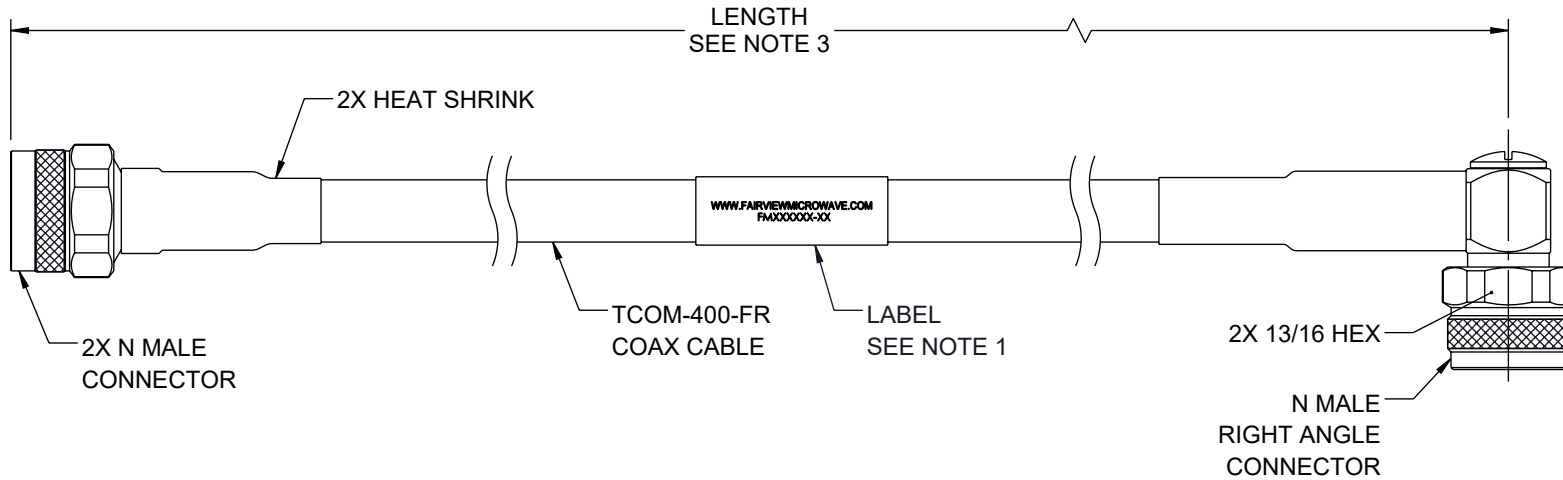 LENGTH
SEE NOTE 3
2X HEAT SHRINK
WWW.FAIRVIEWMICROWAVE.COM
FMXXXXXX-XX
TCOM-400-FR
COAX CABLE
LABEL
SEE NOTE 1
2X 13/16 HEX
2X N MALE
CONNECTOR
N MALE
RIGHT ANGLE
CONNECTOR